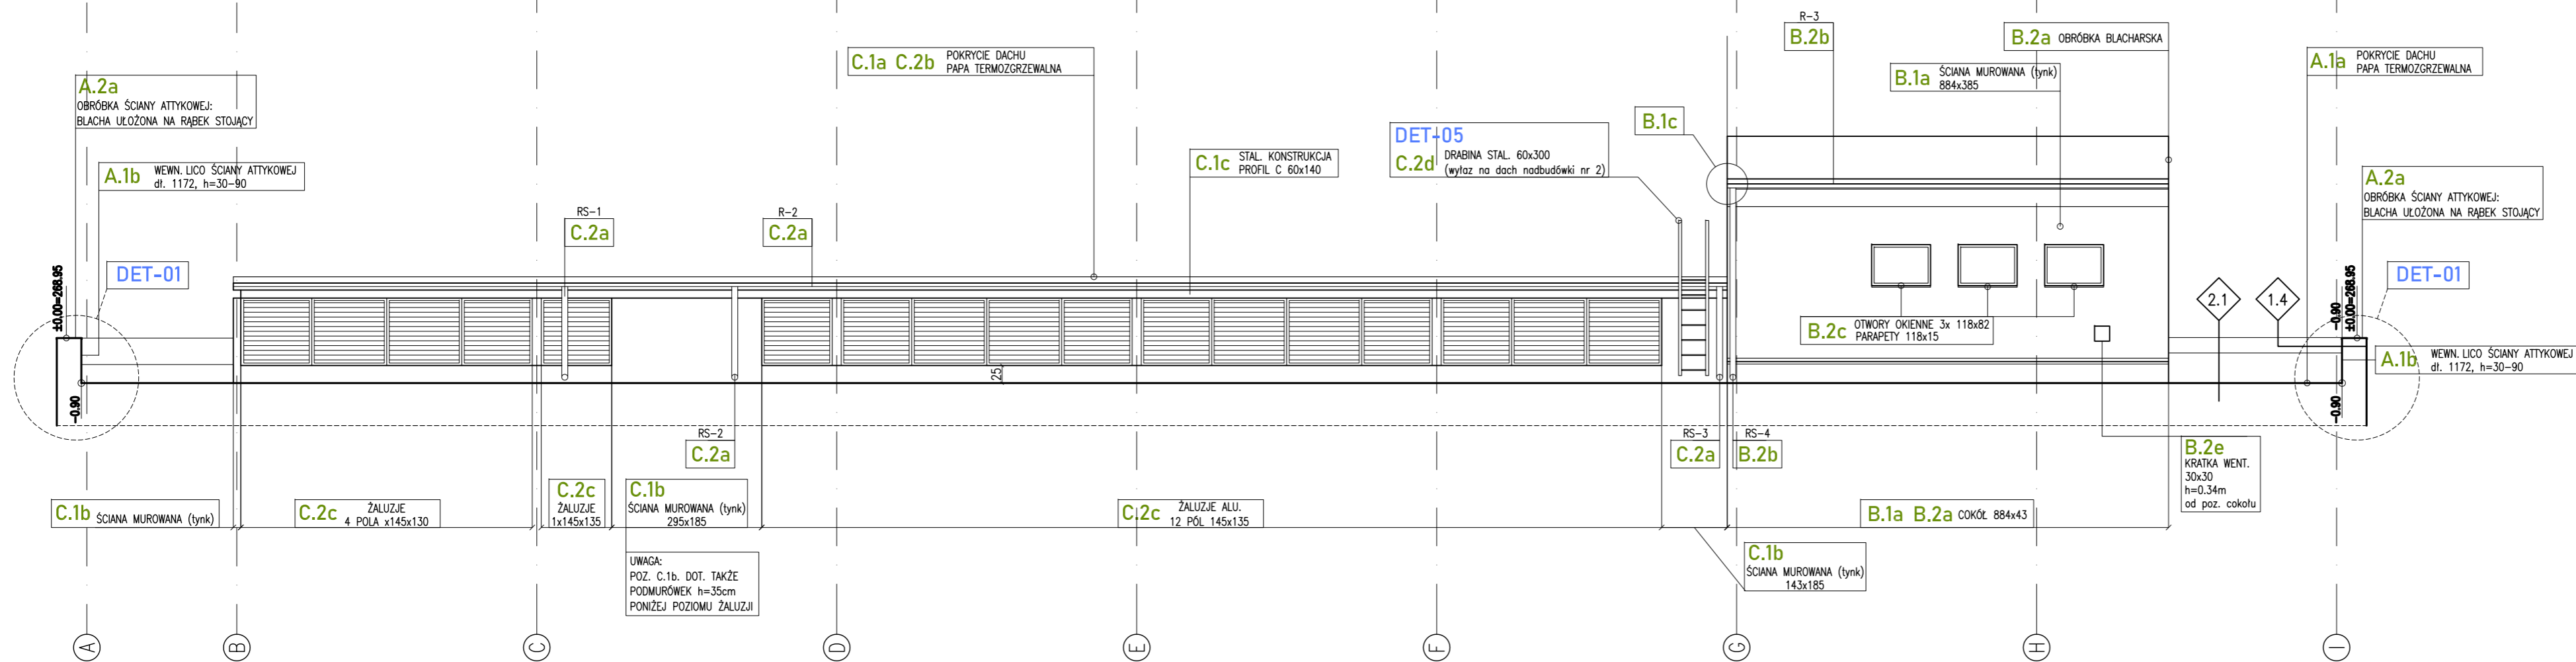 R-3
B.2b
B.2a OBRÓBKA BLACHARSKA
C.1a C.2b POKRYCIE DACHU
PAPA TERMOZGRZEWALNA
A.1a POKRYCIE DACHU
PAPA TERMOZGRZEWALNA
B.1a ŚCIANA MUROWANA (tynk)
884x385
A.2a
OBRÓBKA ŚCIANY ATTYKOWEJ:
BLACHA UŁOŻONA NA RĄBEK STOJĄCY
B.1c
DET-05
C.2d DRABINA STAL. 60x300
(wyłaz na dach nadbudówki nr 2)
C.1c STAL. KONSTRUKCJA
PROFIL C 60x140
A.1b WEWN. LICO ŚCIANY ATTYKOWEJ
dł. 1172, h=30-90
A.2a
OBRÓBKA ŚCIANY ATTYKOWEJ:
BLACHA UŁOŻONA NA RĄBEK STOJĄCY
RS-1
C.2a
R-2
C.2a
DET-01
DET-01
±0.00=268.95
-0.90
±0.00=268.95
2.1
1.4
B.2c OTWORY OKIENNE 3x 118x82
PARAPETY 118x15
A.1b WEWN. LICO ŚCIANY ATTYKOWEJ
dł. 1172, h=30-90
25
-0.90
-0.90
RS-2
C.2a
RS-3
C.2a
RS-4
B.2b
B.2e
KRATKA WENT.
30x30
h=0.34m
od poz. cokołu
C.1b ŚCIANA MUROWANA (tynk)
C.2c ŻALUZJE
4 POLA x145x130
C.2c
ŻALUZJE
1x145x135
C.1b
ŚCIANA MUROWANA (tynk)
295x185
C.2c ŻALUZJE ALU.
12 PÓL 145x135
B.1a B.2a COKÓŁ 884x43
UWAGA:
POZ. C.1b. DOT. TAKŻE
PODMURÓWEK h=35cm
PONIŻEJ POZIOMU ŻALUZJI
C.1b
ŚCIANA MUROWANA (tynk)
143x185
A
B
C
D
E
F
G
H
I